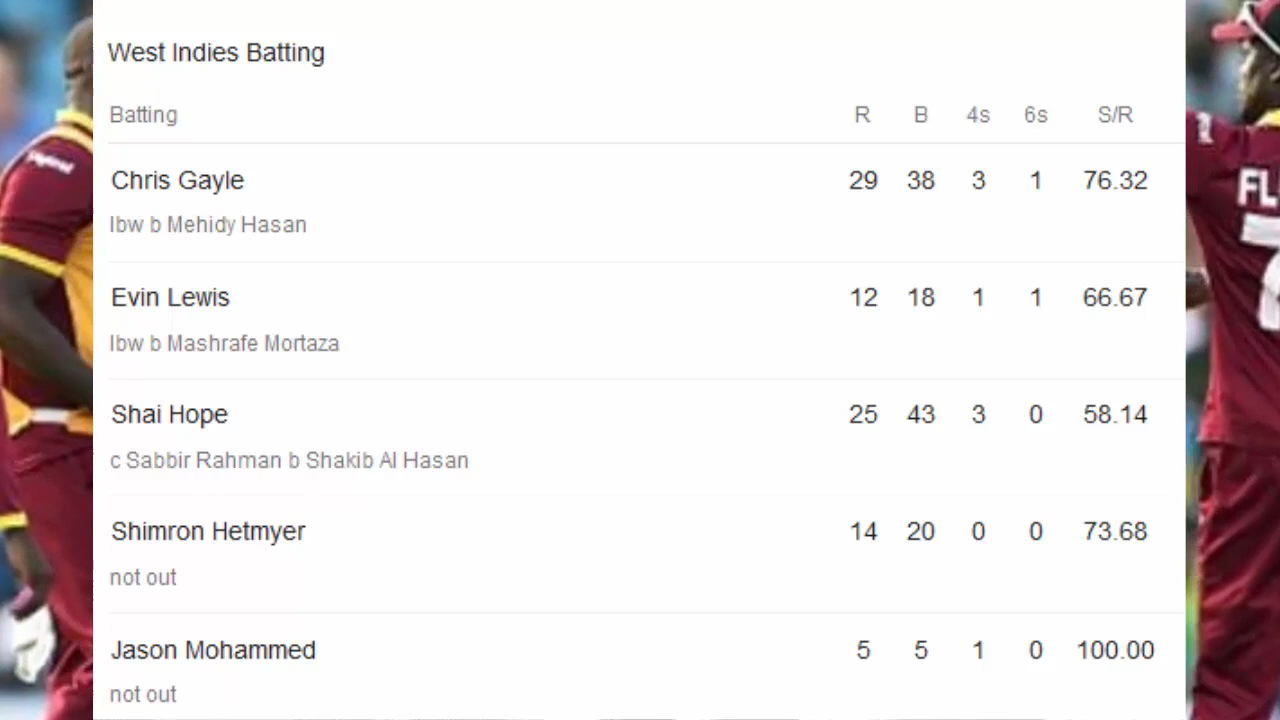 West Indies Batting
Batting R B 4s 6s S/R
Chris Gayle 29 38 3 1 76.32
lbw b Mehidy Hasan
Evin Lewis 12 18 1 1 66.67
lbw b Mashrafe Mortaza
Shai Hope 25 43 3 0 58.14
c Sabbir Rahman b Shakib Al Hasan
Shimron Hetmyer 14 20 0 0 73.68
not out
Jason Mohammed 5 5 1 0 100.00
not out
FL